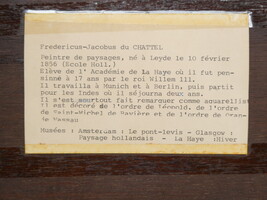 Fredericus-Jacobus du CHATTEL
Peintre de paysages, né à Leyde le 10 février
1856 (Ecole Holl.)
Elève de l'Académie de La Haye où il fut pen-
sionné à 17 ans par le roi Willem III.
Il travailla à Munich et à Berlin, puis partit
pour les Indes où il séjourna deux ans.
Il s'est surtout fait remarquer comme aquarellist
il est décoré de l'ordre de Léopold, de l'ordre
de Saint-Michel de Bavière et de l'ordre de Oran-
Je Nassau
Musées : Amsterdam : Le pont-levis - Glasgow :
Paysage hollandais - La Haye :Hiver